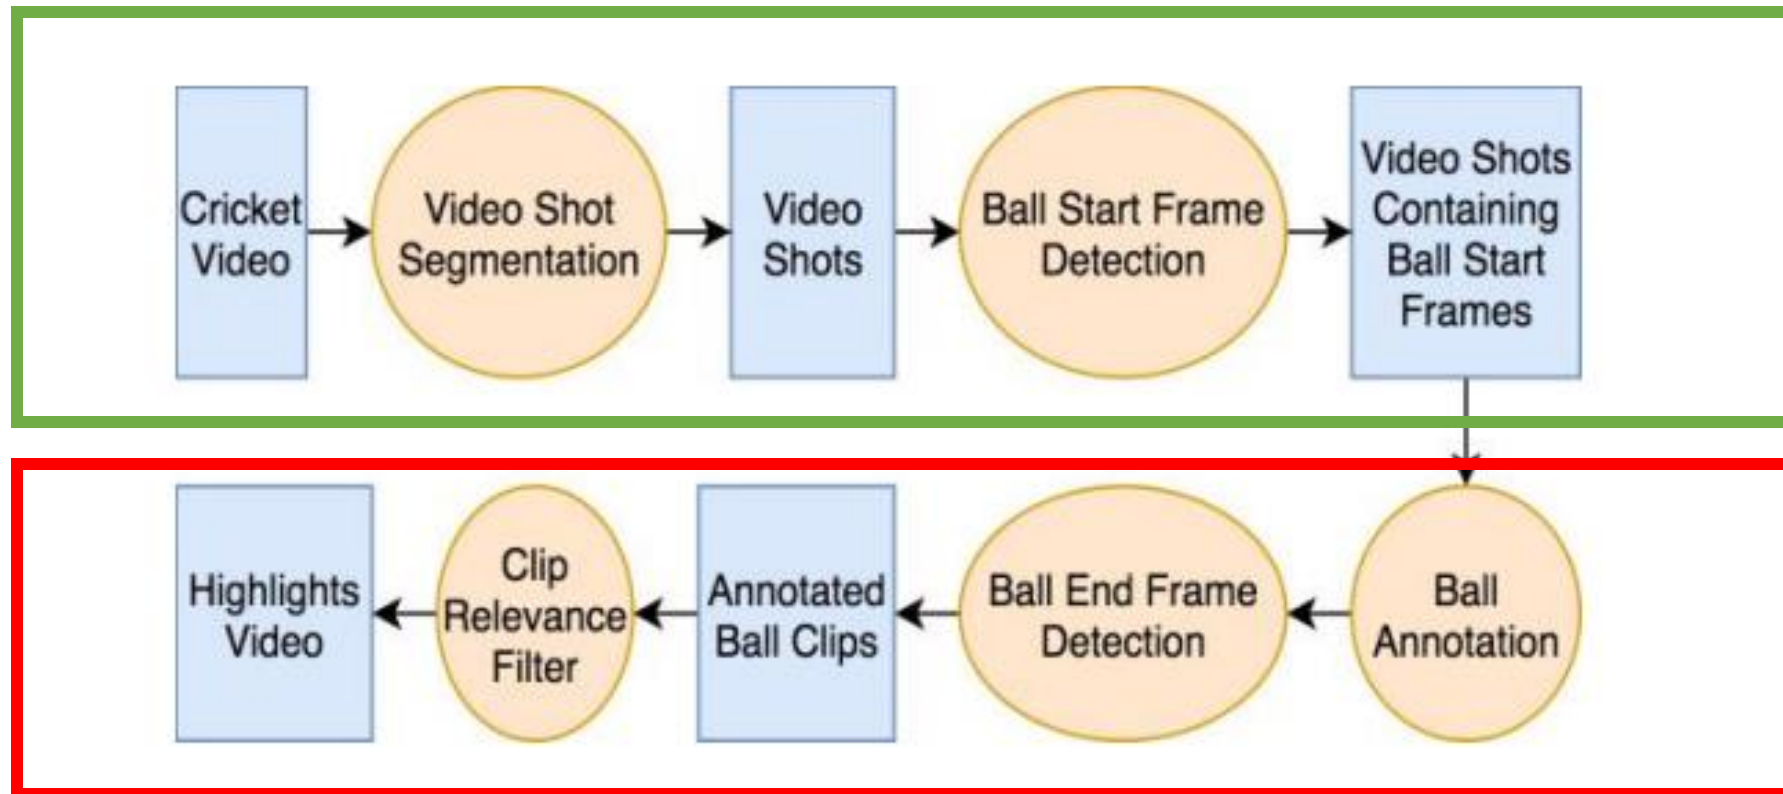 Cricket
Video
Video Shot
Segmentation
Video
Shots
Ball Start Frame
Detection
Video Shots
Containing
Ball Start
Frames
Ball
Annotation
Ball End Frame
Detection
Annotated
Ball Clips
Clip
Relevance
Filter
Highlights
Video